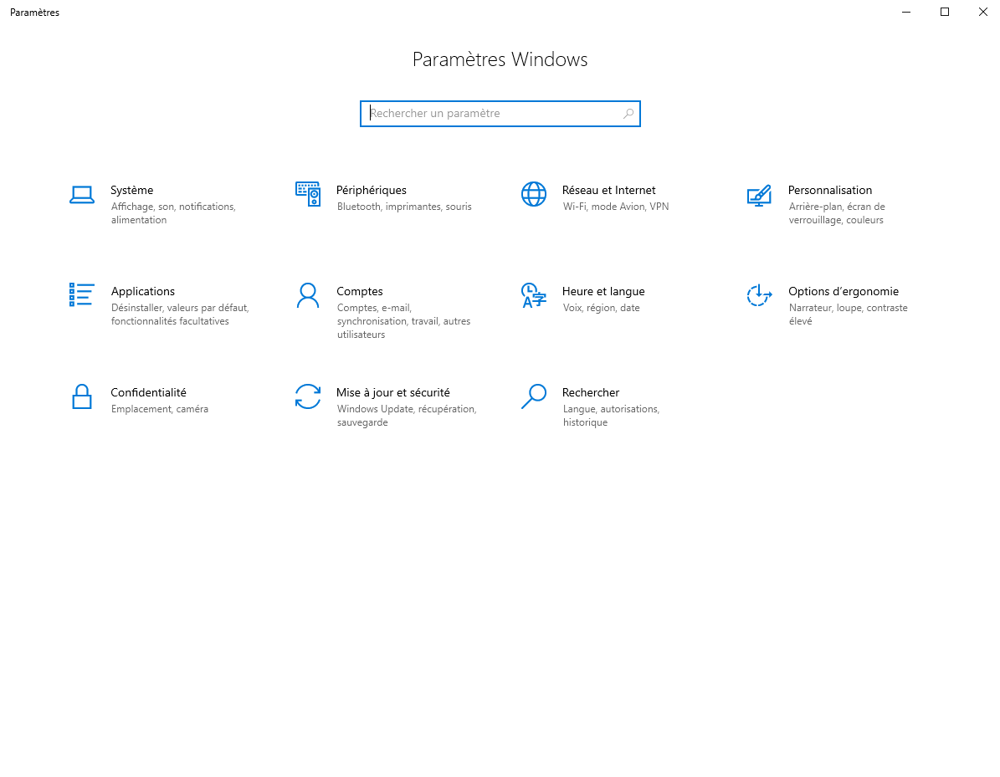 Paramètres
Paramètres Windows
Rechercher un paramètre
Système
Affichage, son, notifications,
alimentation
Périphériques
Bluetooth, imprimantes, souris
Réseau et Internet
Wi-Fi, mode Avion, VPN
Personnalisation
Arrière-plan, écran de
verrouillage, couleurs
Applications
Désinstaller, valeurs par défaut,
fonctionnalités facultatives
Comptes
Comptes, e-mail,
synchronisation, travail, autres
utilisateurs
Heure et langue
Voix, région, date
Options d’ergonomie
Narrateur, loupe, contraste
élevé
Confidentialité
Emplacement, caméra
Mise à jour et sécurité
Windows Update, récupération,
sauvegarde
Rechercher
Langue, autorisations,
historique